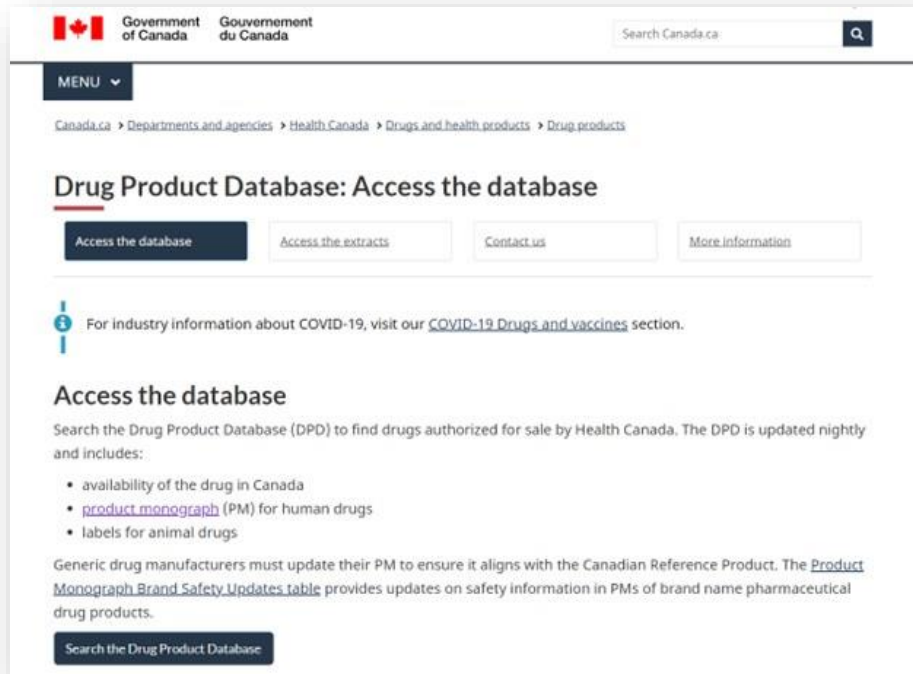 Government of Canada
Gouvernement du Canada
Search Canada.ca
MENU
Canada.ca > Departments and agencies > Health Canada > Drugs and health products > Drug products
Drug Product Database: Access the database
Access the database
Access the extracts
Contact us
More information
For industry information about COVID-19, visit our COVID-19 Drugs and vaccines section.
Access the database
Search the Drug Product Database (DPD) to find drugs authorized for sale by Health Canada. The DPD is updated nightly
and includes:
• availability of the drug in Canada
• product monograph (PM) for human drugs
• labels for animal drugs
Generic drug manufacturers must update their PM to ensure it aligns with the Canadian Reference Product. The Product
Monograph Brand Safety Updates table provides updates on safety information in PMs of brand name pharmaceutical
drug products.
Search the Drug Product Database